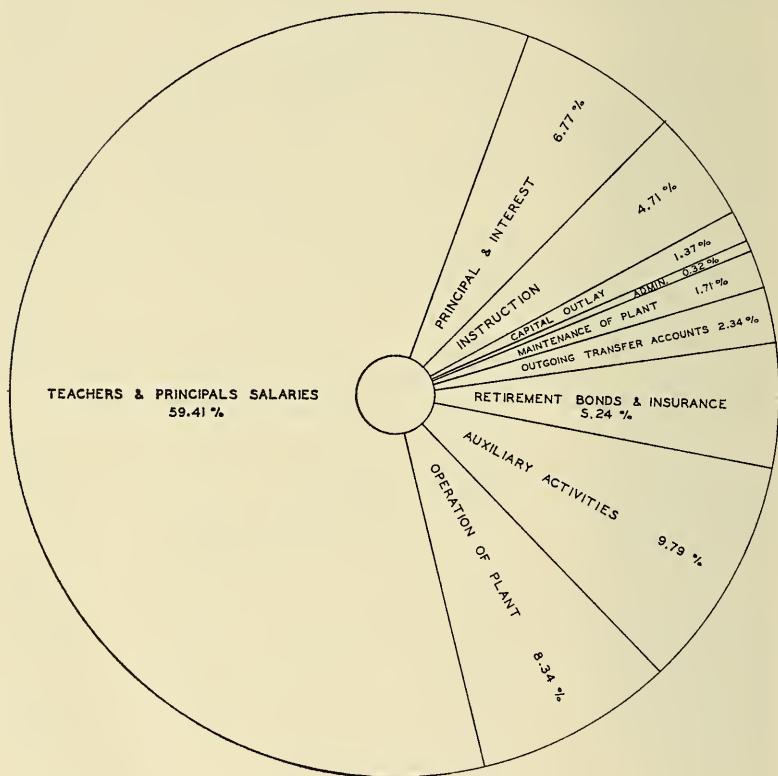 PRINCIPAL & INTEREST 6.77 %
INSTRUCTION 4.71 %
CAPITAL OUTLAY 1.37 %
ADMIN. 0.32 %
MAINTENANCE OF PLANT 1.71 %
OUTGOING TRANSFER ACCOUNTS 2.34 %
TEACHERS & PRINCIPALS SALARIES
59.41 %
RETIREMENT BONDS & INSURANCE
5.24 %
AUXILIARY ACTIVITIES 9.79 %
OPERATION OF PLANT 8.34 %